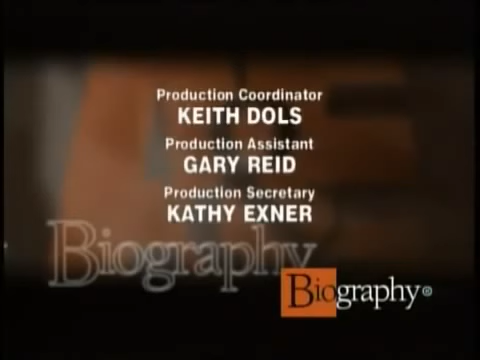 Production Coordinator
KEITH DOLS
Production Assistant
GARY REID
Production Secretary
KATHY EXNER
Biography
Biography®